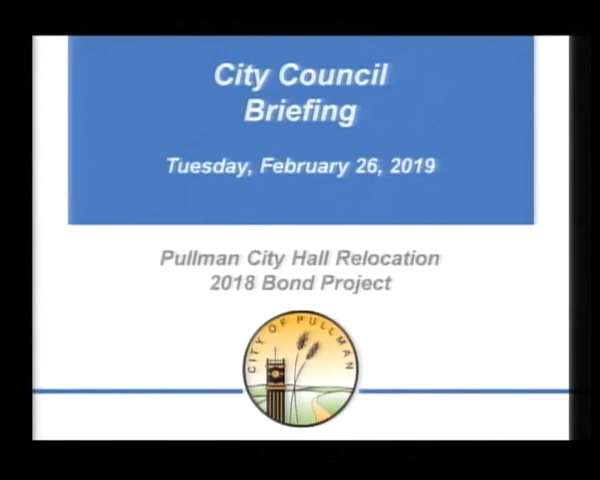 City Council
Briefing
Tuesday, February 26, 2019
Pullman City Hall Relocation
2018 Bond Project
CITY OF PULLMAN